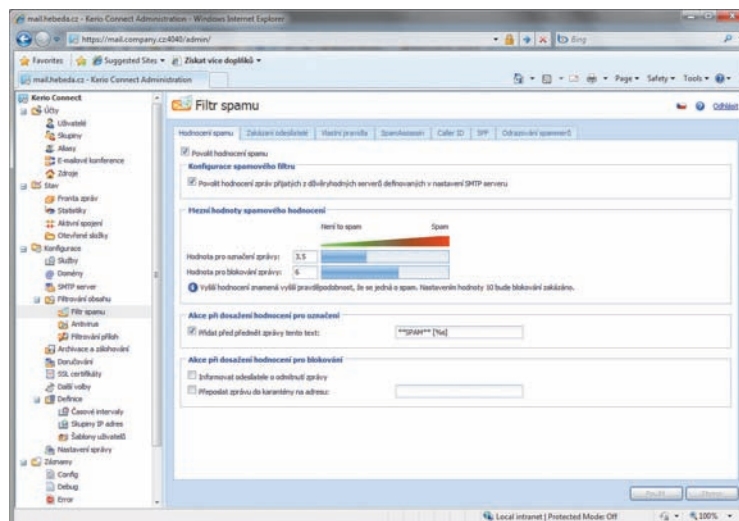 mail.hebeda.cz - Kerio Connect Administration - Windows Internet Explorer
https://mail.company.cz:4040/admin/
Bing
Favorites
Suggested Sites
Získat více doplňků
mail.hebeda.cz - Kerio Connect Administration
Page
Safety
Tools
Kerio Connect
Účty
Uživatelé
Skupiny
Aliasy
E-mailové konference
Zdroje
Stav
Fronta zpráv
Statistiky
Aktivní spojení
Otevřené složky
Konfigurace
Služby
Domény
SMTP server
Filtrování obsahu
Filtr spamu
Antivirus
Filtrování příloh
Archivace a zálohování
Doručování
SSL certifikáty
Další volby
Definice
Časové intervaly
Skupiny IP adres
Šablony uživatelů
Nastavení správy
Záznamy
Config
Debug
Error
Filtr spamu
Odhlásit
Hodnocení spamu
Zakázaní odesílatelé
Vlastní pravidla
SpamAssassin
Caller ID
SPF
Odrazování spammerů
Povolit hodnocení spamu
Konfigurace spamového filtru
Povolit hodnocení zpráv přijatých z důvěryhodných serverů definovaných v nastavení SMTP serveru
Mezní hodnoty spamového hodnocení
Není to spam
Spam
Hodnota pro označení zprávy: 3.5
Hodnota pro blokování zprávy: 6
Vyšší hodnocení znamená vyšší pravděpodobnost, že se jedná o spam. Nastavením hodnoty 10 bude blokování zakázáno.
Akce při dosažení hodnocení pro označení
Přidat před předmět zprávy tento text: **SPAM** [%s]
Akce při dosažení hodnocení pro blokování
Informovat odesílatele o odmítnutí zprávy
Přeposlat zprávu do karantény na adresu:
Použít
Local intranet | Protected Mode: Off
100%